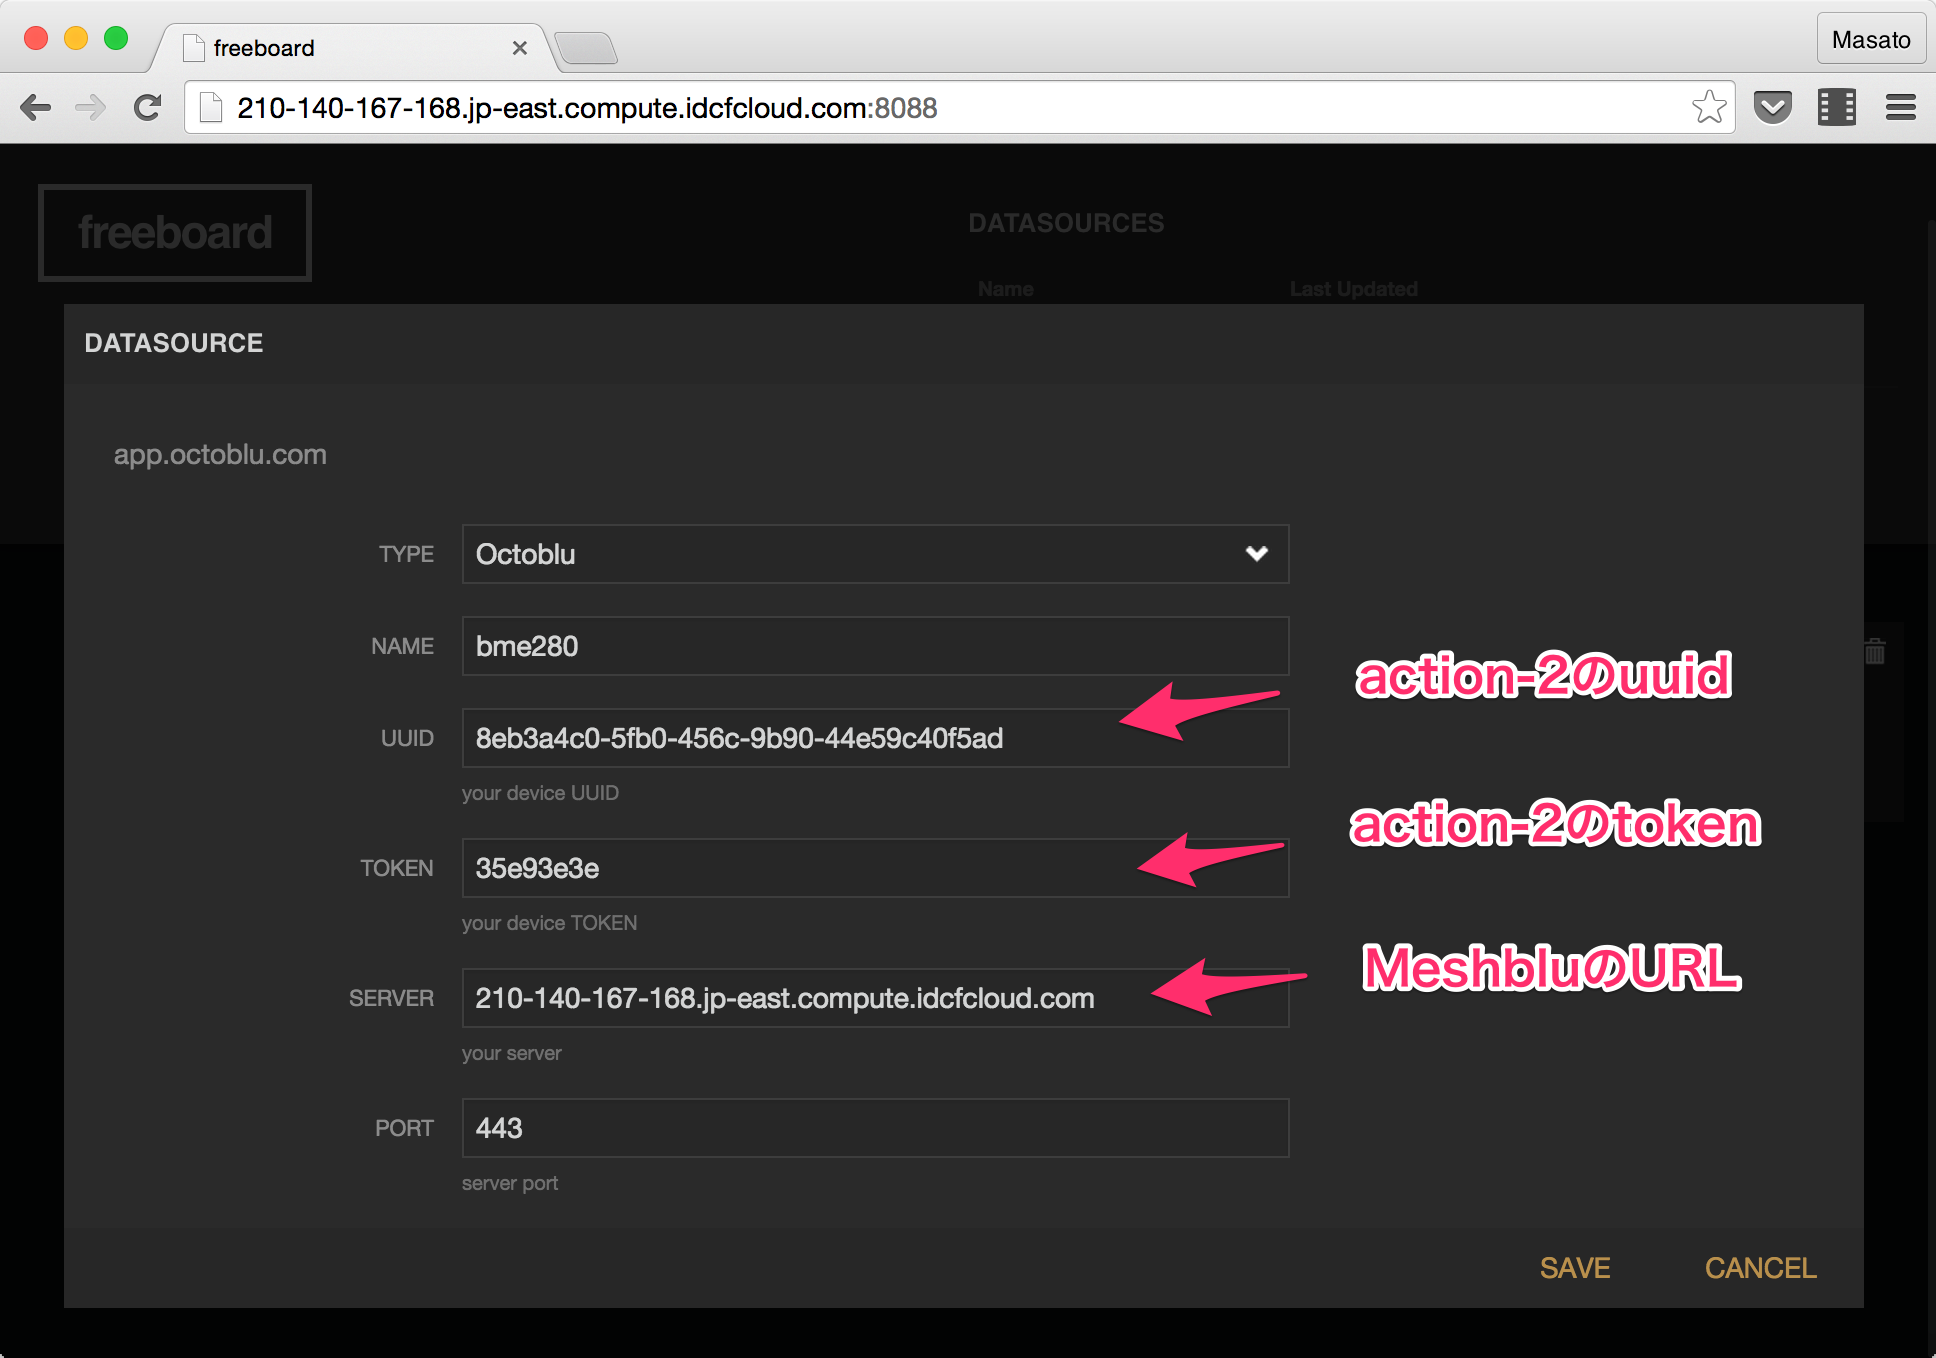 freeboard
Masato
210-140-167-168.jp-east.compute.idcfcloud.com:8088
freeboard
DATASOURCES
Name Last Updated
DATASOURCE
app.octoblu.com
TYPE Octoblu
NAME bme280
action-2のuuid
UUID 8eb3a4c0-5fb0-456c-9b90-44e59c40f5ad
your device UUID
action-2のtoken
TOKEN 35e93e3e
your device TOKEN
MeshbluのURL
SERVER 210-140-167-168.jp-east.compute.idcfcloud.com
your server
PORT 443
server port
SAVE CANCEL